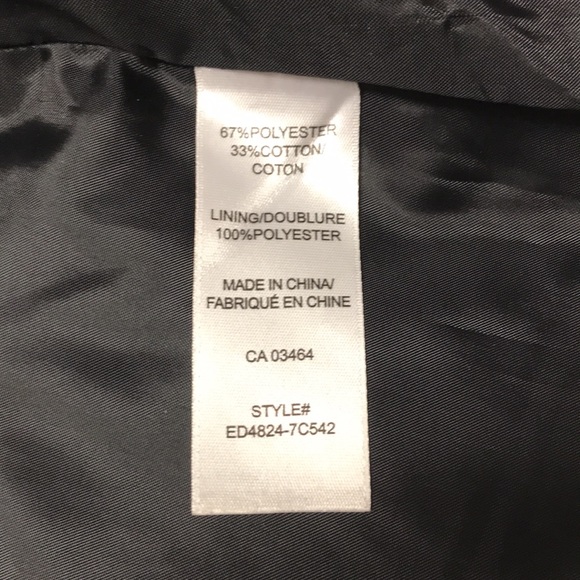 67%POLYESTER
33%COTTON/
COTON
LINING/DOUBLURE
100%POLYESTER
MADE IN CHINA/
FABRIQUÉ EN CHINE
CA 03464
STYLE#
ED4824-7C542